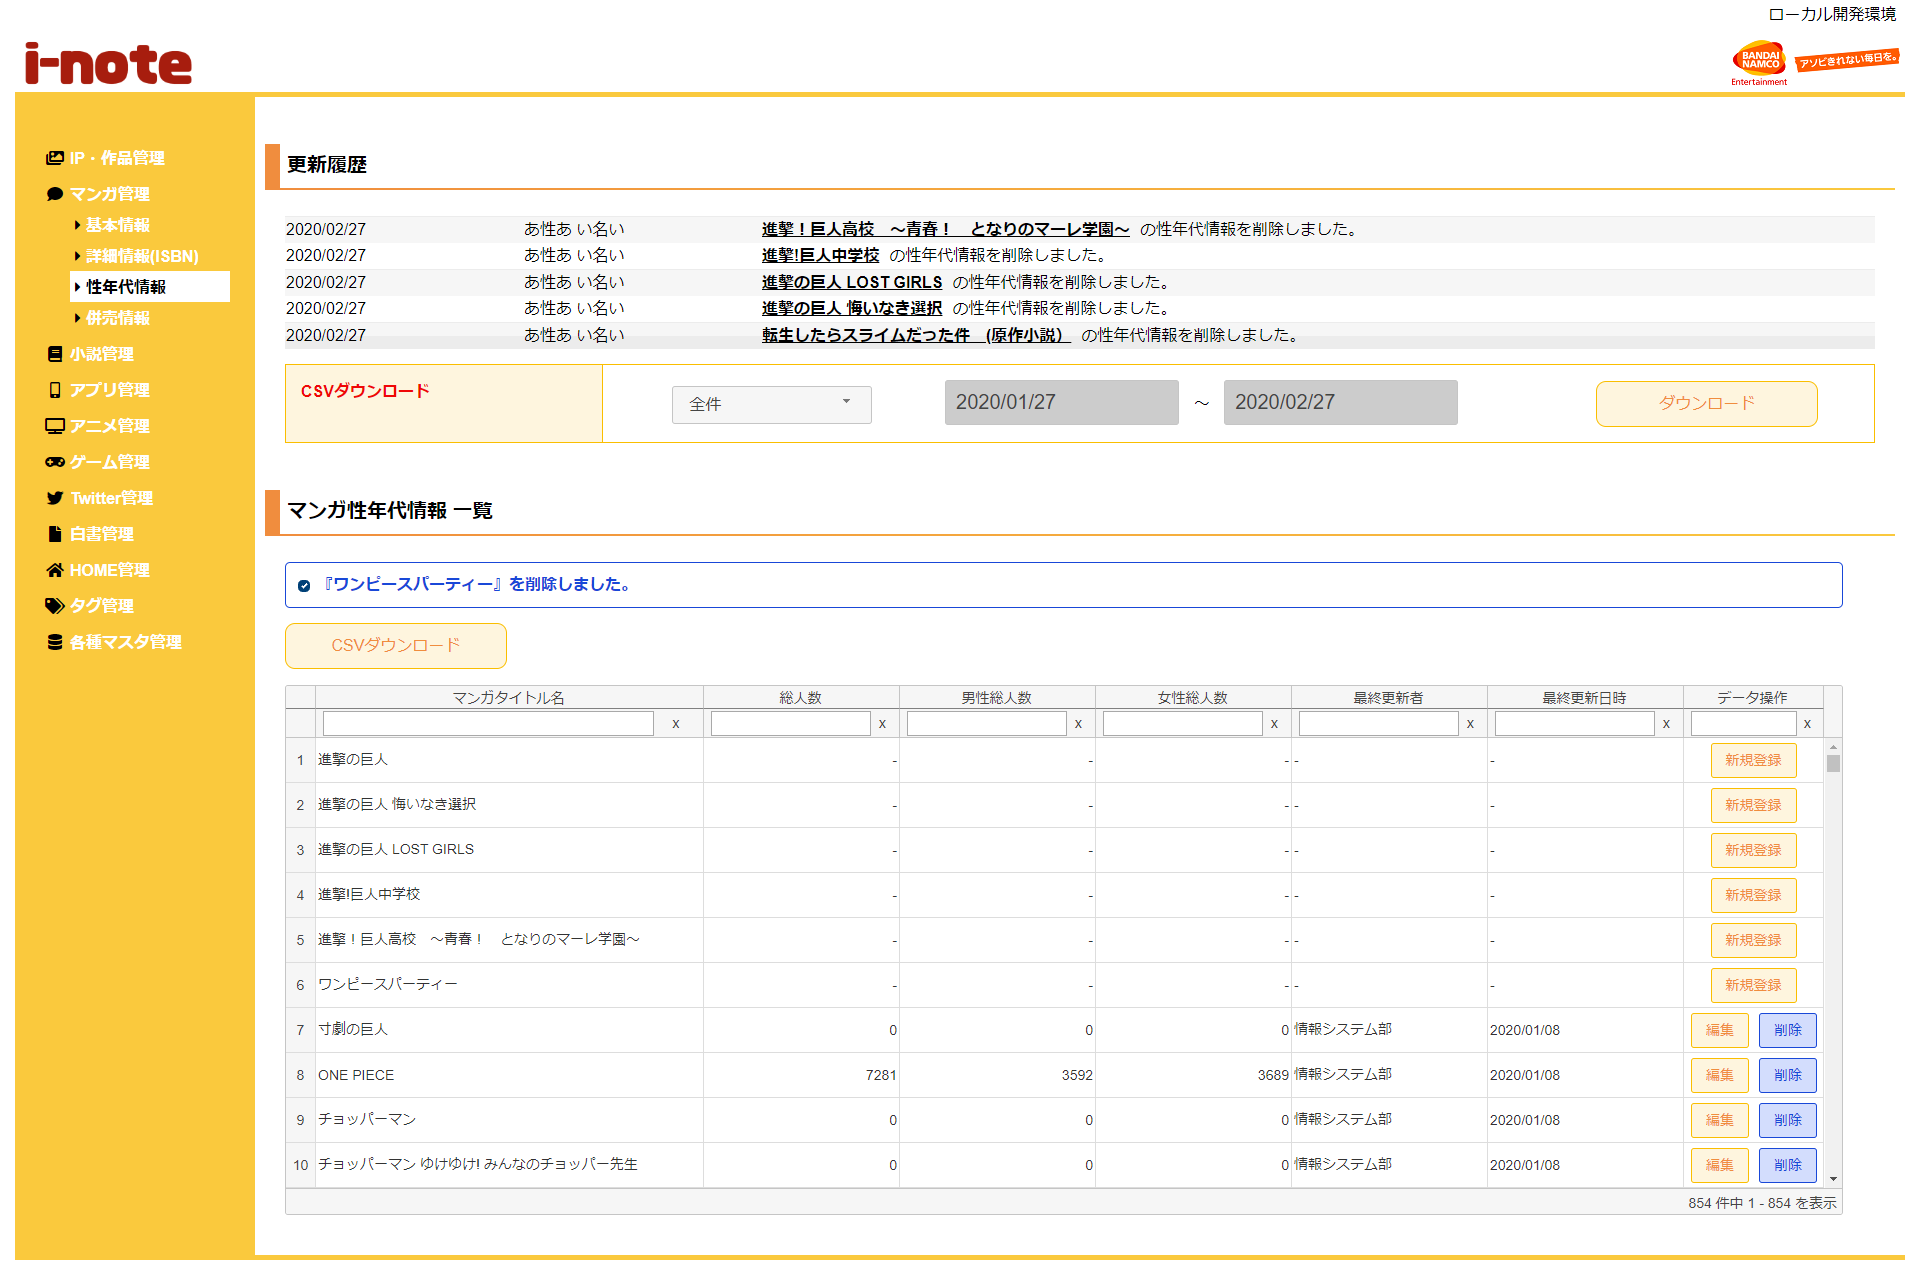 ローカル開発環境
i-note
BANDAI
NAMCO
Entertainment
アソビきれない毎日を。
IP・作品管理
マンガ管理
基本情報
詳細情報(ISBN)
性年代情報
併売情報
小説管理
アプリ管理
アニメ管理
ゲーム管理
Twitter管理
白書管理
HOME管理
タグ管理
各種マスタ管理
更新履歴
2020/02/27 あ性あ い名い 進撃！巨人高校　～青春！　となりのマーレ学園～ の性年代情報を削除しました。
2020/02/27 あ性あ い名い 進撃!巨人中学校 の性年代情報を削除しました。
2020/02/27 あ性あ い名い 進撃の巨人 LOST GIRLS の性年代情報を削除しました。
2020/02/27 あ性あ い名い 進撃の巨人 悔いなき選択 の性年代情報を削除しました。
2020/02/27 あ性あ い名い 転生したらスライムだった件　(原作小説） の性年代情報を削除しました。
CSVダウンロード 全件 2020/01/27 ～ 2020/02/27 ダウンロード
マンガ性年代情報 一覧
『ワンピースパーティー』を削除しました。
CSVダウンロード
マンガタイトル名 総人数 男性総人数 女性総人数 最終更新者 最終更新日時 データ操作
x x x x x x x
1 進撃の巨人 - - - - - 新規登録
2 進撃の巨人 悔いなき選択 - - - - - 新規登録
3 進撃の巨人 LOST GIRLS - - - - - 新規登録
4 進撃!巨人中学校 - - - - - 新規登録
5 進撃！巨人高校　～青春！　となりのマーレ学園～ - - - - - 新規登録
6 ワンピースパーティー - - - - - 新規登録
7 寸劇の巨人 0 0 0 情報システム部 2020/01/08 編集 削除
8 ONE PIECE 7281 3592 3689 情報システム部 2020/01/08 編集 削除
9 チョッパーマン 0 0 0 情報システム部 2020/01/08 編集 削除
10 チョッパーマン ゆけゆけ! みんなのチョッパー先生 0 0 0 情報システム部 2020/01/08 編集 削除
854 件中 1 - 854 を表示